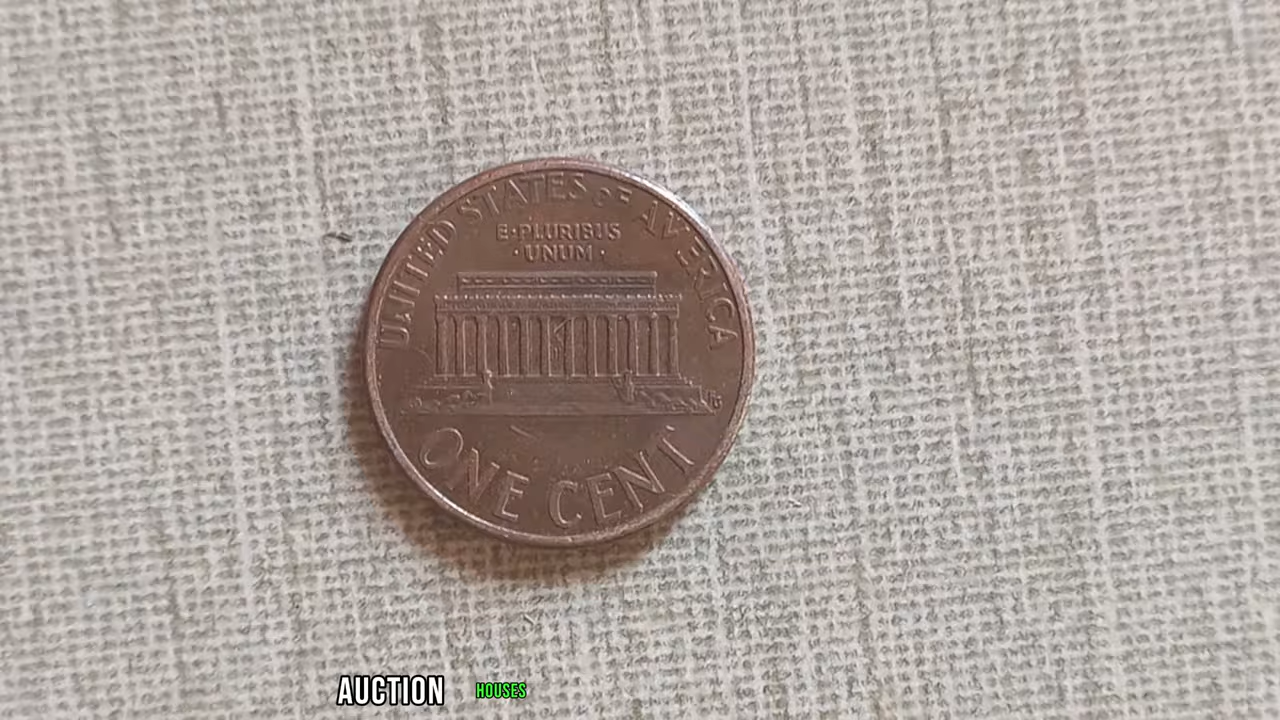 UNITED STATES OF AMERICA
E·PLURIBUS
·UNUM·
ONE CENT
AUCTION HOUSES